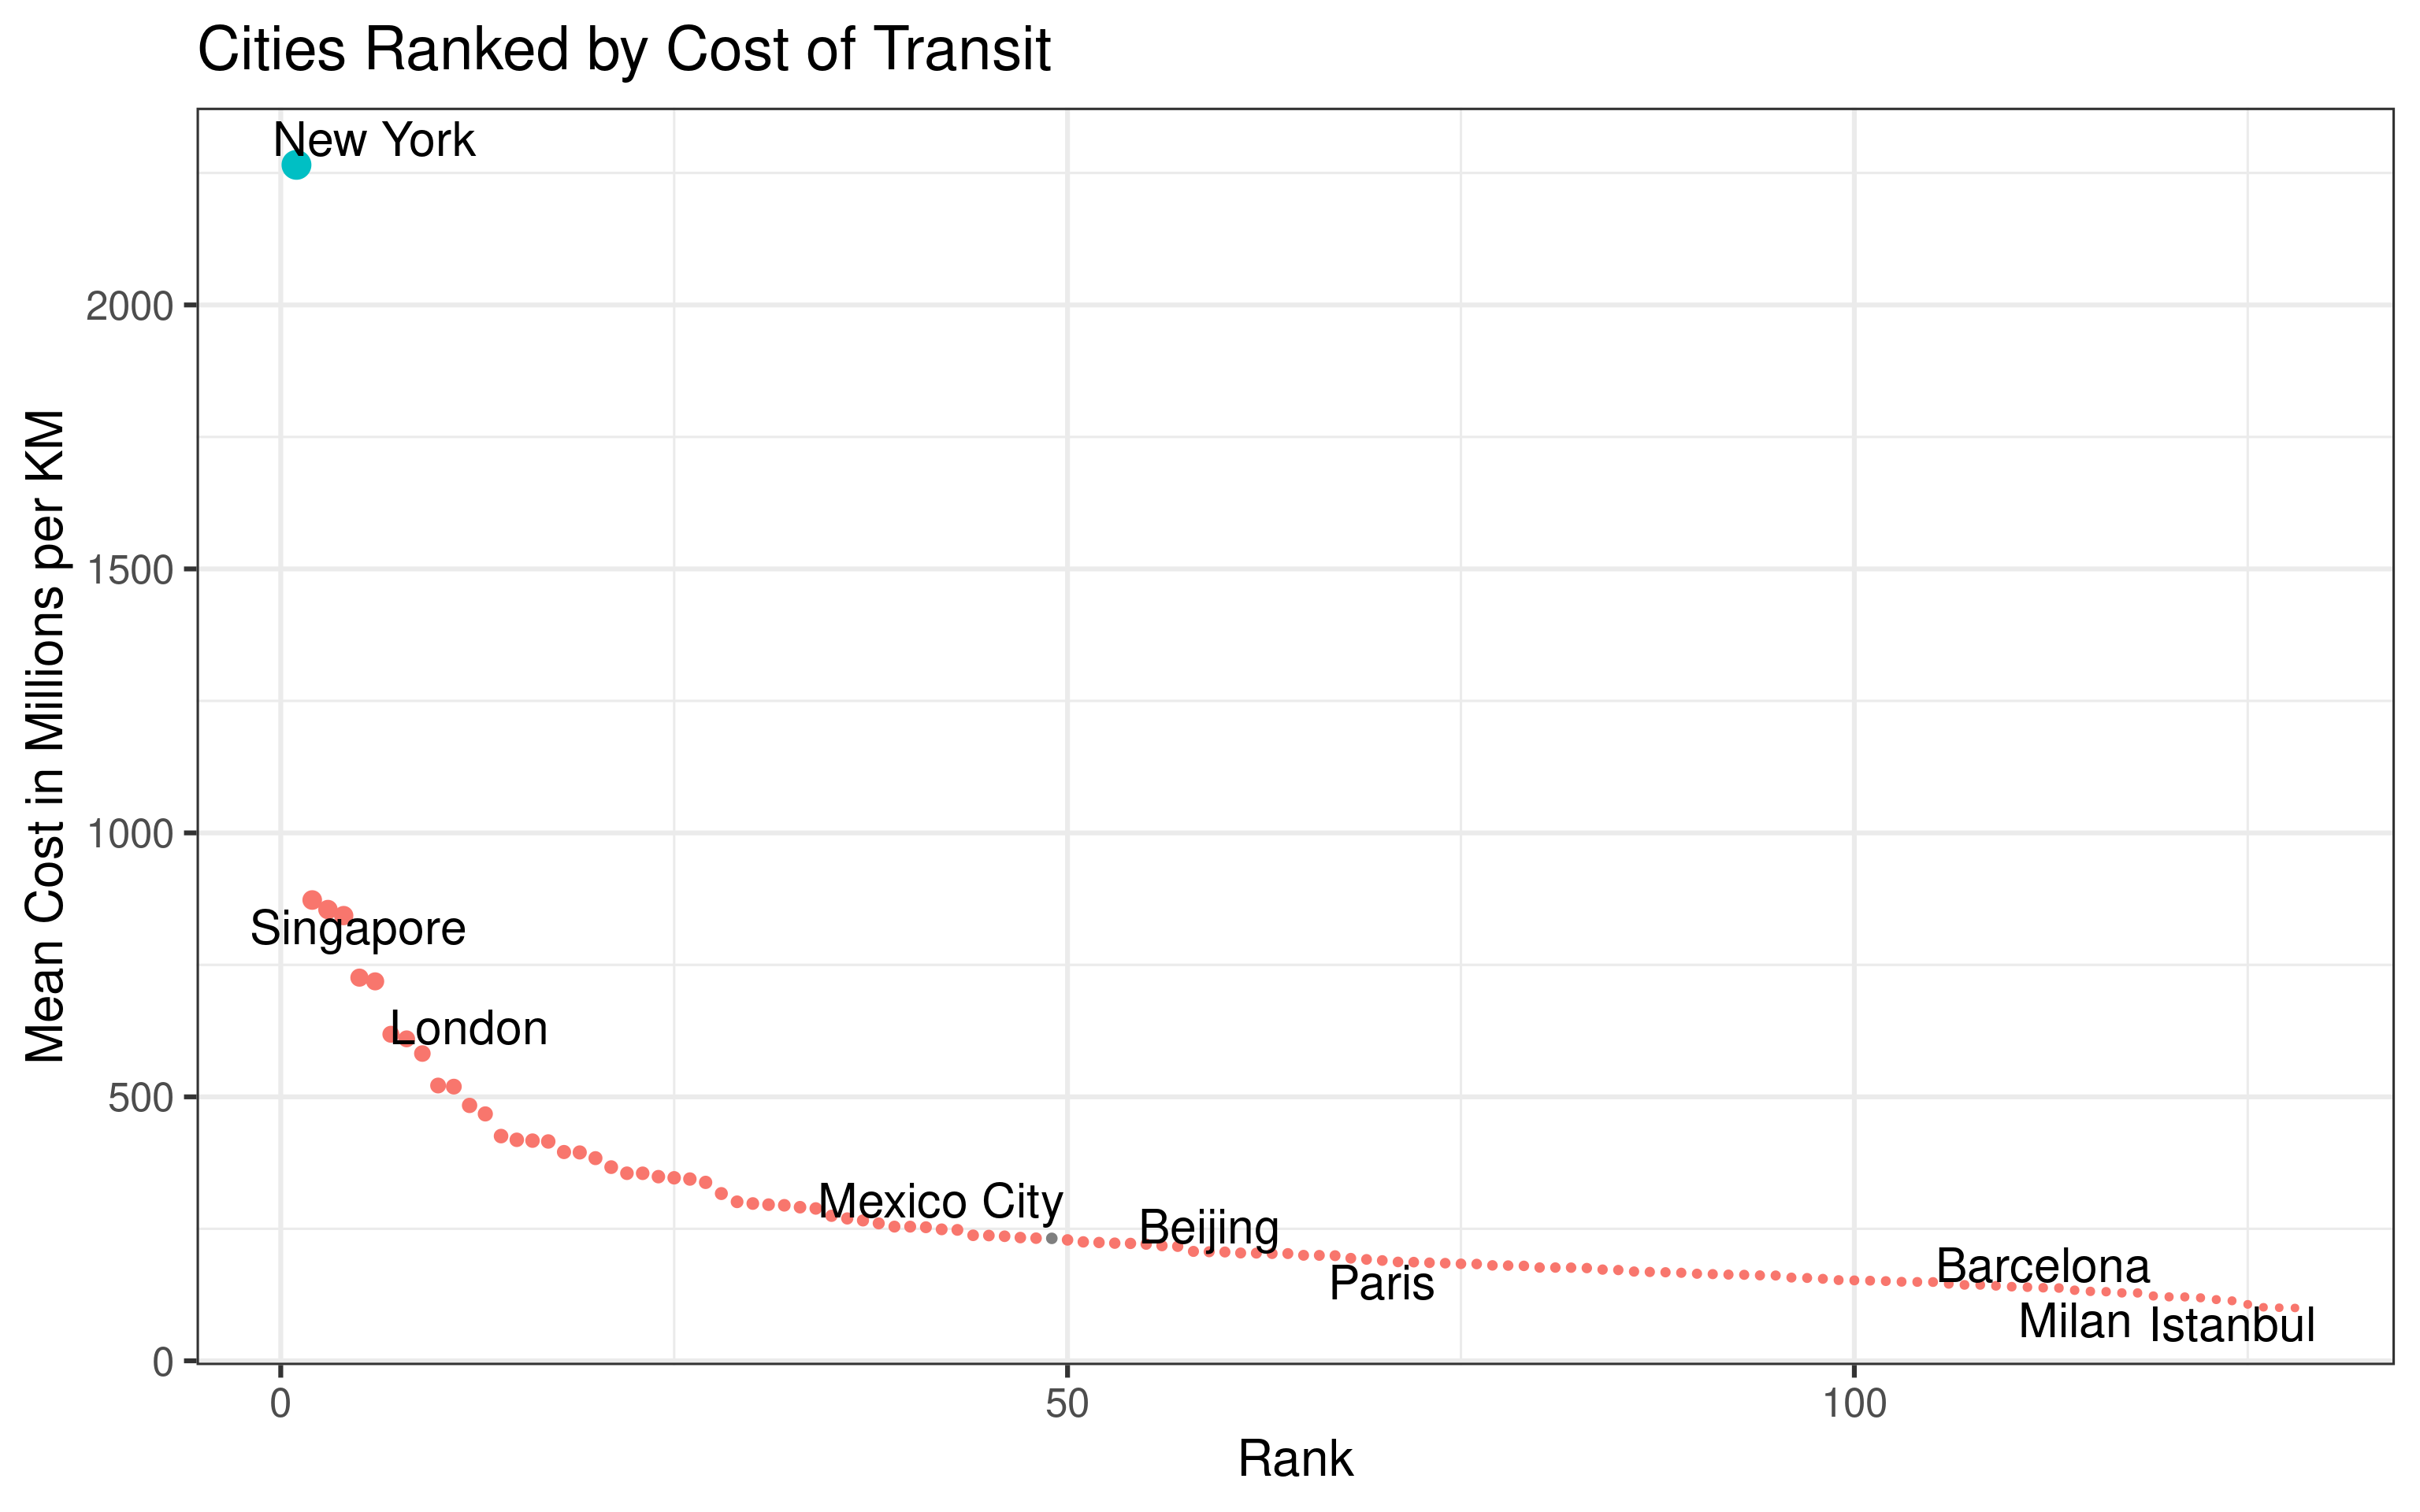 Cities Ranked by Cost of Transit
Mean Cost in Millions per KM
2000
1500
1000
500
0
New York
Singapore
London
Mexico City
Beijing
Paris
Barcelona
Milan
Istanbul
0
50
100
Rank